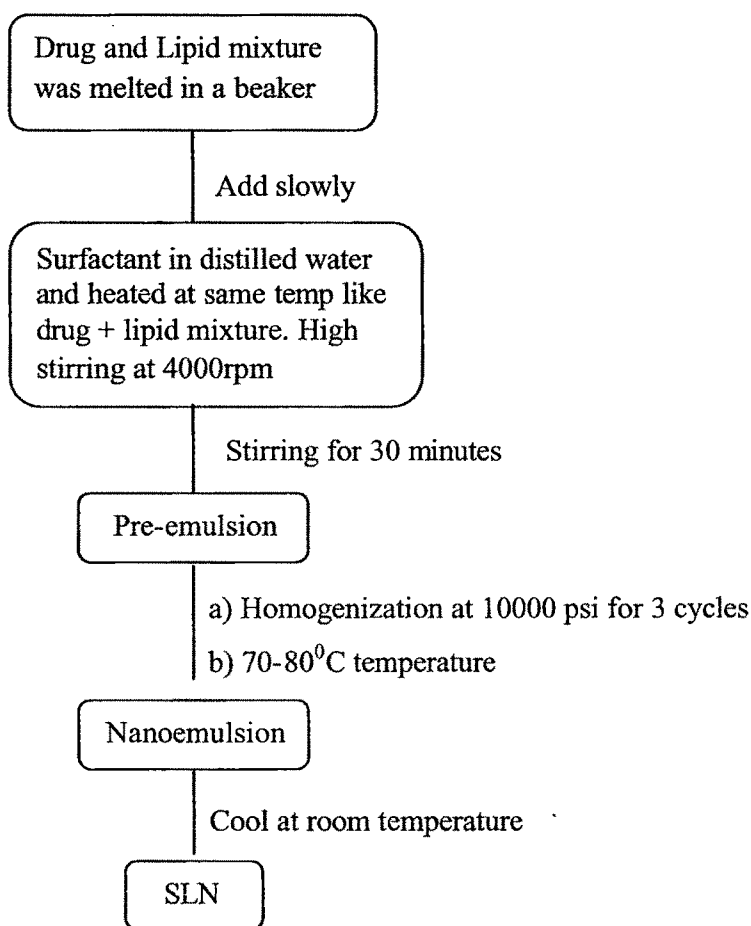 Drug and Lipid mixture
was melted in a beaker
Add slowly
Surfactant in distilled water
and heated at same temp like
drug + lipid mixture. High
stirring at 4000rpm
Stirring for 30 minutes
Pre-emulsion
a) Homogenization at 10000 psi for 3 cycles
b) 70-80⁰C temperature
Nanoemulsion
Cool at room temperature
SLN